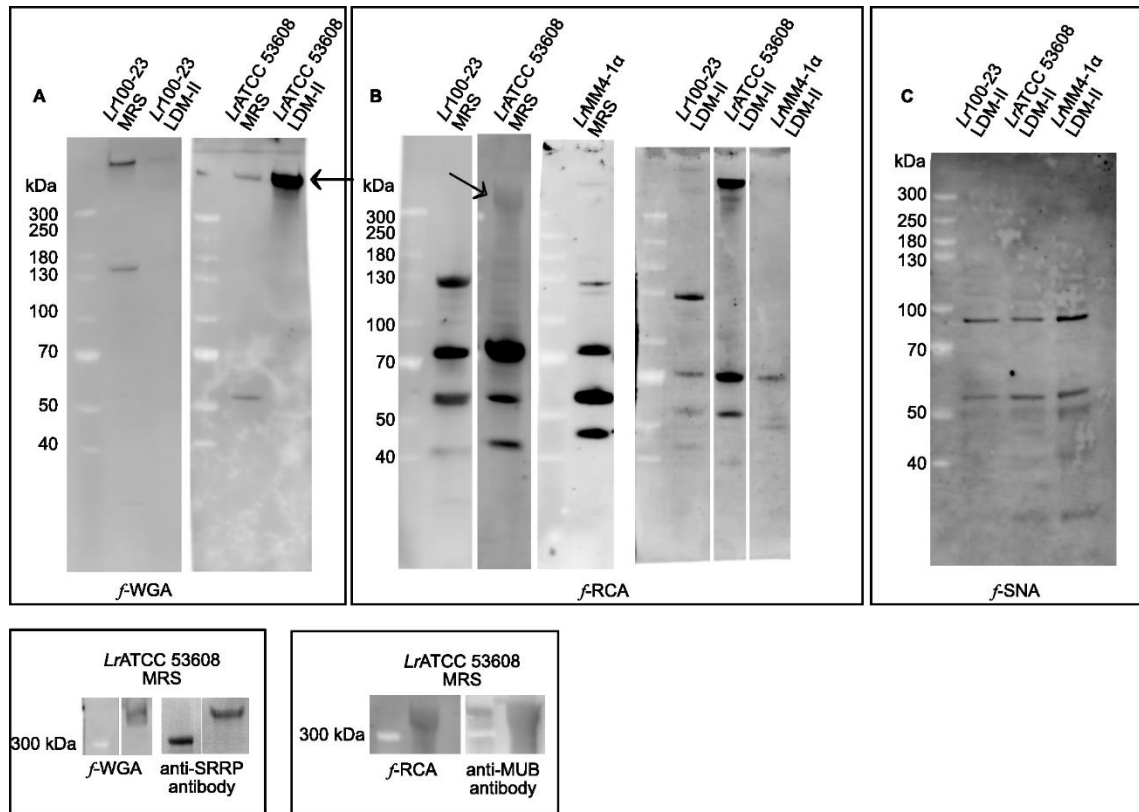 A
Lr100-23
MRS
Lr100-23
LDM-II
LrATCC 53608
MRS
LrATCC 53608
LDM-II
kDa
300
250
180
130
100
70
50
40
f-WGA
B
Lr100-23
MRS
LrATCC 53608
MRS
LrMM4-1α
MRS
Lr100-23
LDM-II
LrATCC 53608
LDM-II
LrMM4-1α
LDM-II
kDa
300
250
180
130
100
70
50
40
f-RCA
C
Lr100-23
LDM-II
LrATCC 53608
LDM-II
LrMM4-1α
LDM-II
kDa
300
250
180
130
100
70
50
40
f-SNA
LrATCC 53608
MRS
300 kDa
f-WGA
anti-SRRP
antibody
LrATCC 53608
MRS
300 kDa
f-RCA
anti-MUB
antibody